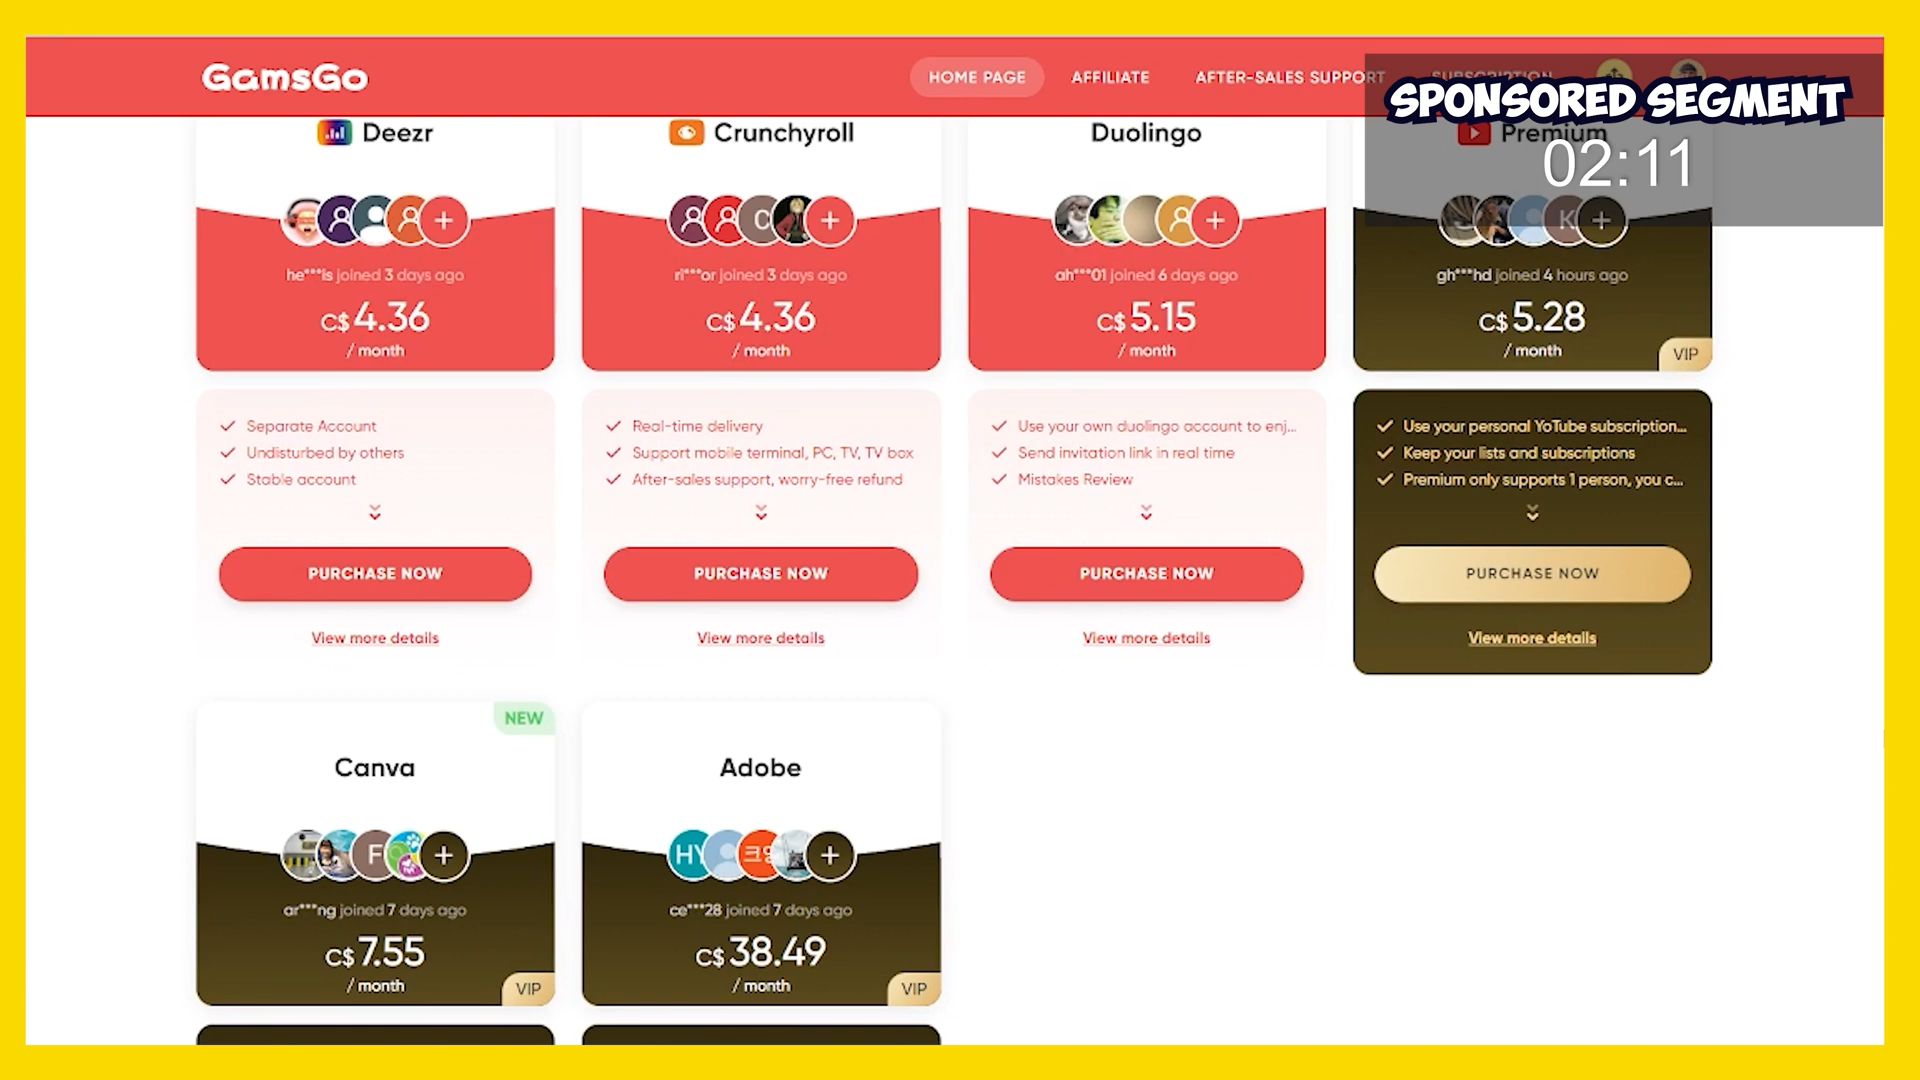 GamsGo
HOME PAGE
AFFILIATE
AFTER-SALES SUPPORT
SUBSCRIPTION
SPONSORED SEGMENT
02:11
Deezr
he***is joined 3 days ago
C$ 4.36
/ month
Separate Account
Undisturbed by others
Stable account
PURCHASE NOW
View more details
Crunchyroll
C
ri***or joined 3 days ago
C$ 4.36
/ month
Real-time delivery
Support mobile terminal, PC, TV, TV box
After-sales support, worry-free refund
PURCHASE NOW
View more details
Duolingo
ah***01 joined 6 days ago
C$ 5.15
/ month
Use your own duolingo account to enj...
Send invitation link in real time
Mistakes Review
PURCHASE NOW
View more details
Premium
K
gh***hd joined 4 hours ago
C$ 5.28
/ month
VIP
Use your personal YoTube subscription...
Keep your lists and subscriptions
Premium only supports 1 person, you c...
PURCHASE NOW
View more details
NEW
Canva
F
ar***ng joined 7 days ago
C$ 7.55
/ month
VIP
Adobe
HY
ce***28 joined 7 days ago
C$ 38.49
/ month
VIP